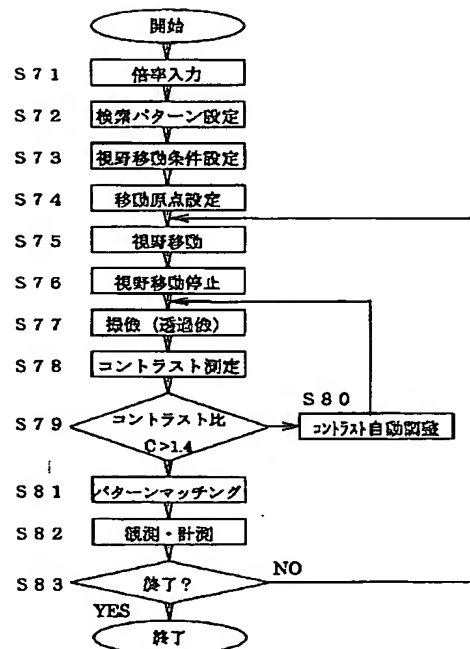 開始
S71 倍率入力
S72 検索パターン設定
S73 視野移動条件設定
S74 移動原点設定
S75 視野移動
S76 視野移動停止
S77 撮像 (透過像)
S78 コントラスト測定
S80
S79 コントラスト比
C>1.4
コントラスト自動調整
S81 パターンマッチング
S82 観測・計測
S83 終了?
NO
YES
終了